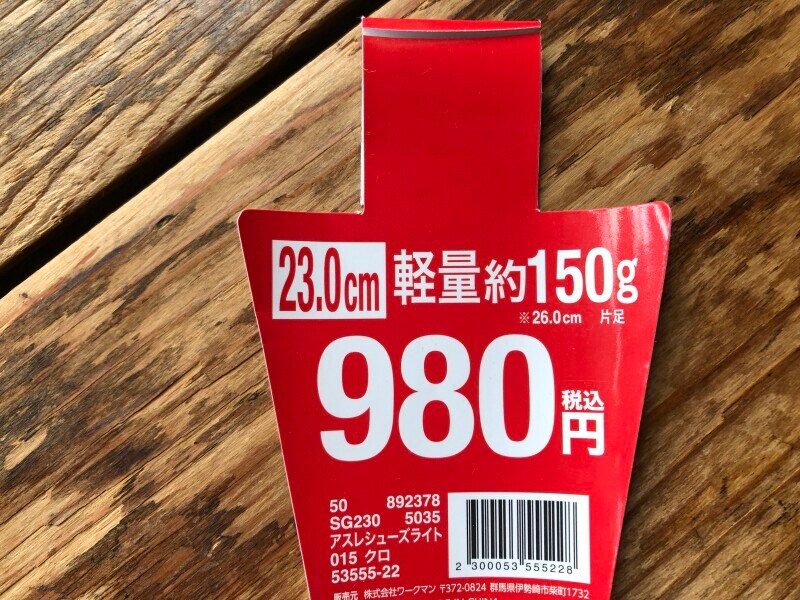 23.0cm 軽量約150g
※26.0cm 片足
980円 税込
50 892378
SG230 5035
アスレシューズライト
015 クロ
53555-22
2 300053 555228
販売元 株式会社ワークマン 〒372-0824 群馬県伊勢崎市柴町1732